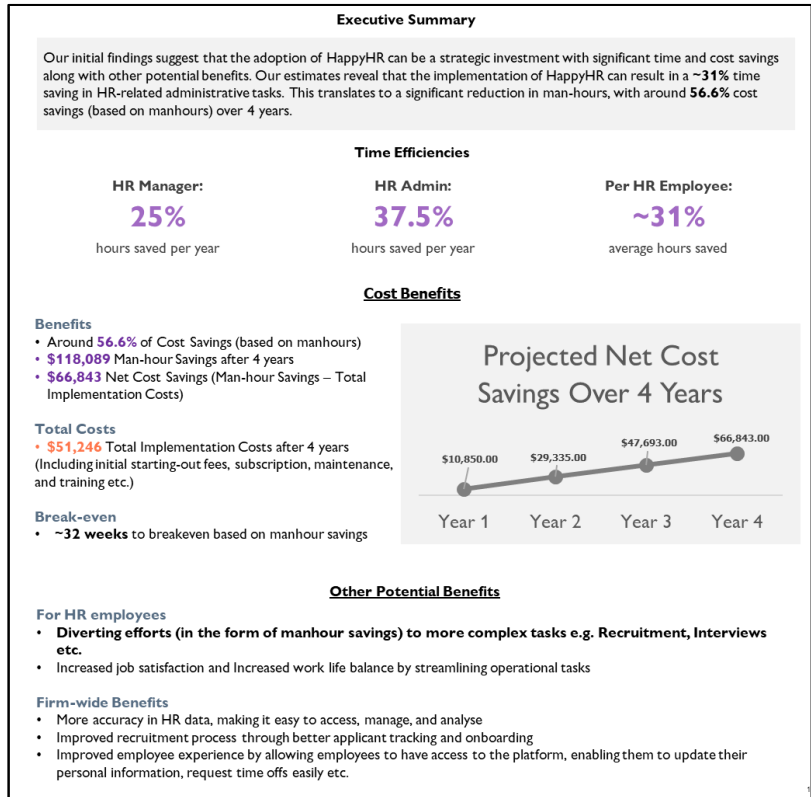 Executive Summary
Our initial findings suggest that the adoption of HappyHR can be a strategic investment with significant time and cost savings
along with other potential benefits. Our estimates reveal that the implementation of HappyHR can result in a ~31% time
saving in HR-related administrative tasks. This translates to a significant reduction in man-hours, with around 56.6% cost
savings (based on manhours) over 4 years.
Time Efficiencies
HR Manager:
25%
hours saved per year
HR Admin:
37.5%
hours saved per year
Per HR Employee:
~31%
average hours saved
Cost Benefits
Benefits
• Around 56.6% of Cost Savings (based on manhours)
• $118,089 Man-hour Savings after 4 years
• $66,843 Net Cost Savings (Man-hour Savings – Total
Implementation Costs)
Total Costs
• $51,246 Total Implementation Costs after 4 years
(Including initial starting-out fees, subscription, maintenance,
and training etc.)
Break-even
• ~32 weeks to breakeven based on manhour savings
Projected Net Cost
Savings Over 4 Years
$10,850.00
$29,335.00
$47,693.00
$66,843.00
Year 1
Year 2
Year 3
Year 4
Other Potential Benefits
For HR employees
• Diverting efforts (in the form of manhour savings) to more complex tasks e.g. Recruitment, Interviews
etc.
• Increased job satisfaction and Increased work life balance by streamlining operational tasks
Firm-wide Benefits
• More accuracy in HR data, making it easy to access, manage, and analyse
• Improved recruitment process through better applicant tracking and onboarding
• Improved employee experience by allowing employees to have access to the platform, enabling them to update their
personal information, request time offs easily etc.